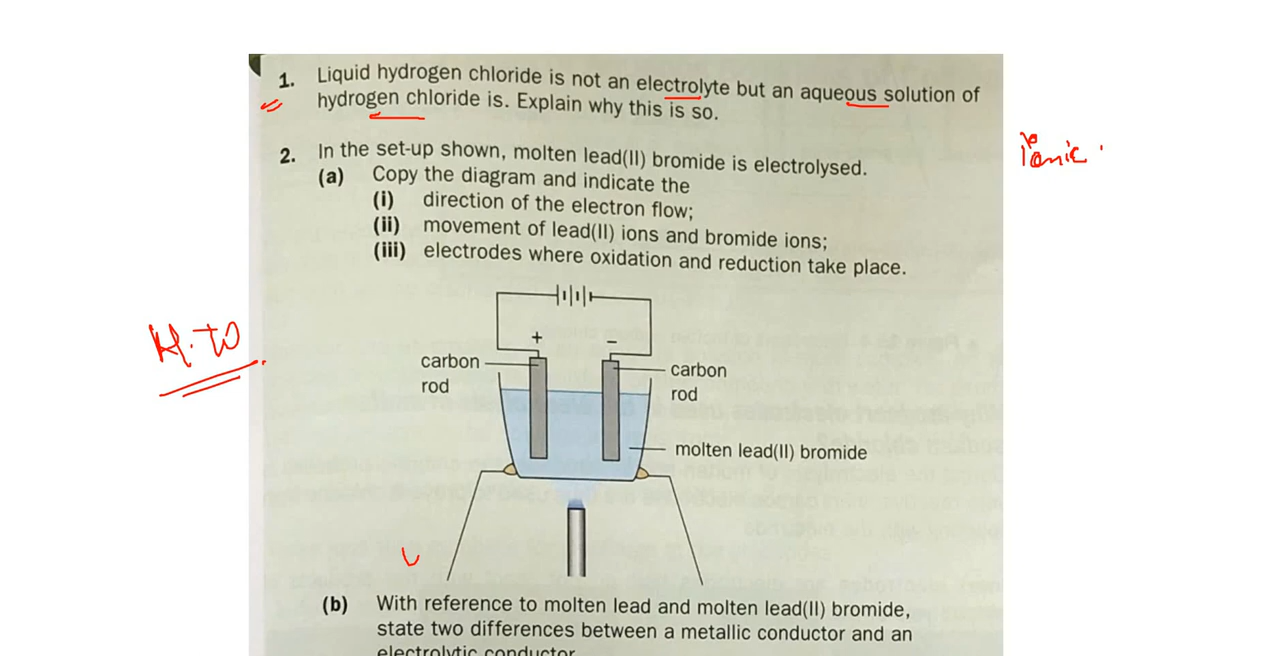 1. Liquid hydrogen chloride is not an electrolyte but an aqueous solution of
hydrogen chloride is. Explain why this is so.
Ionic.
2. In the set-up shown, molten lead(II) bromide is electrolysed.
(a) Copy the diagram and indicate the
(i) direction of the electron flow;
(ii) movement of lead(II) ions and bromide ions;
(iii) electrodes where oxidation and reduction take place.
H.W
+ −
carbon
rod
carbon
rod
molten lead(II) bromide
(b) With reference to molten lead and molten lead(II) bromide,
state two differences between a metallic conductor and an
electrolytic conductor